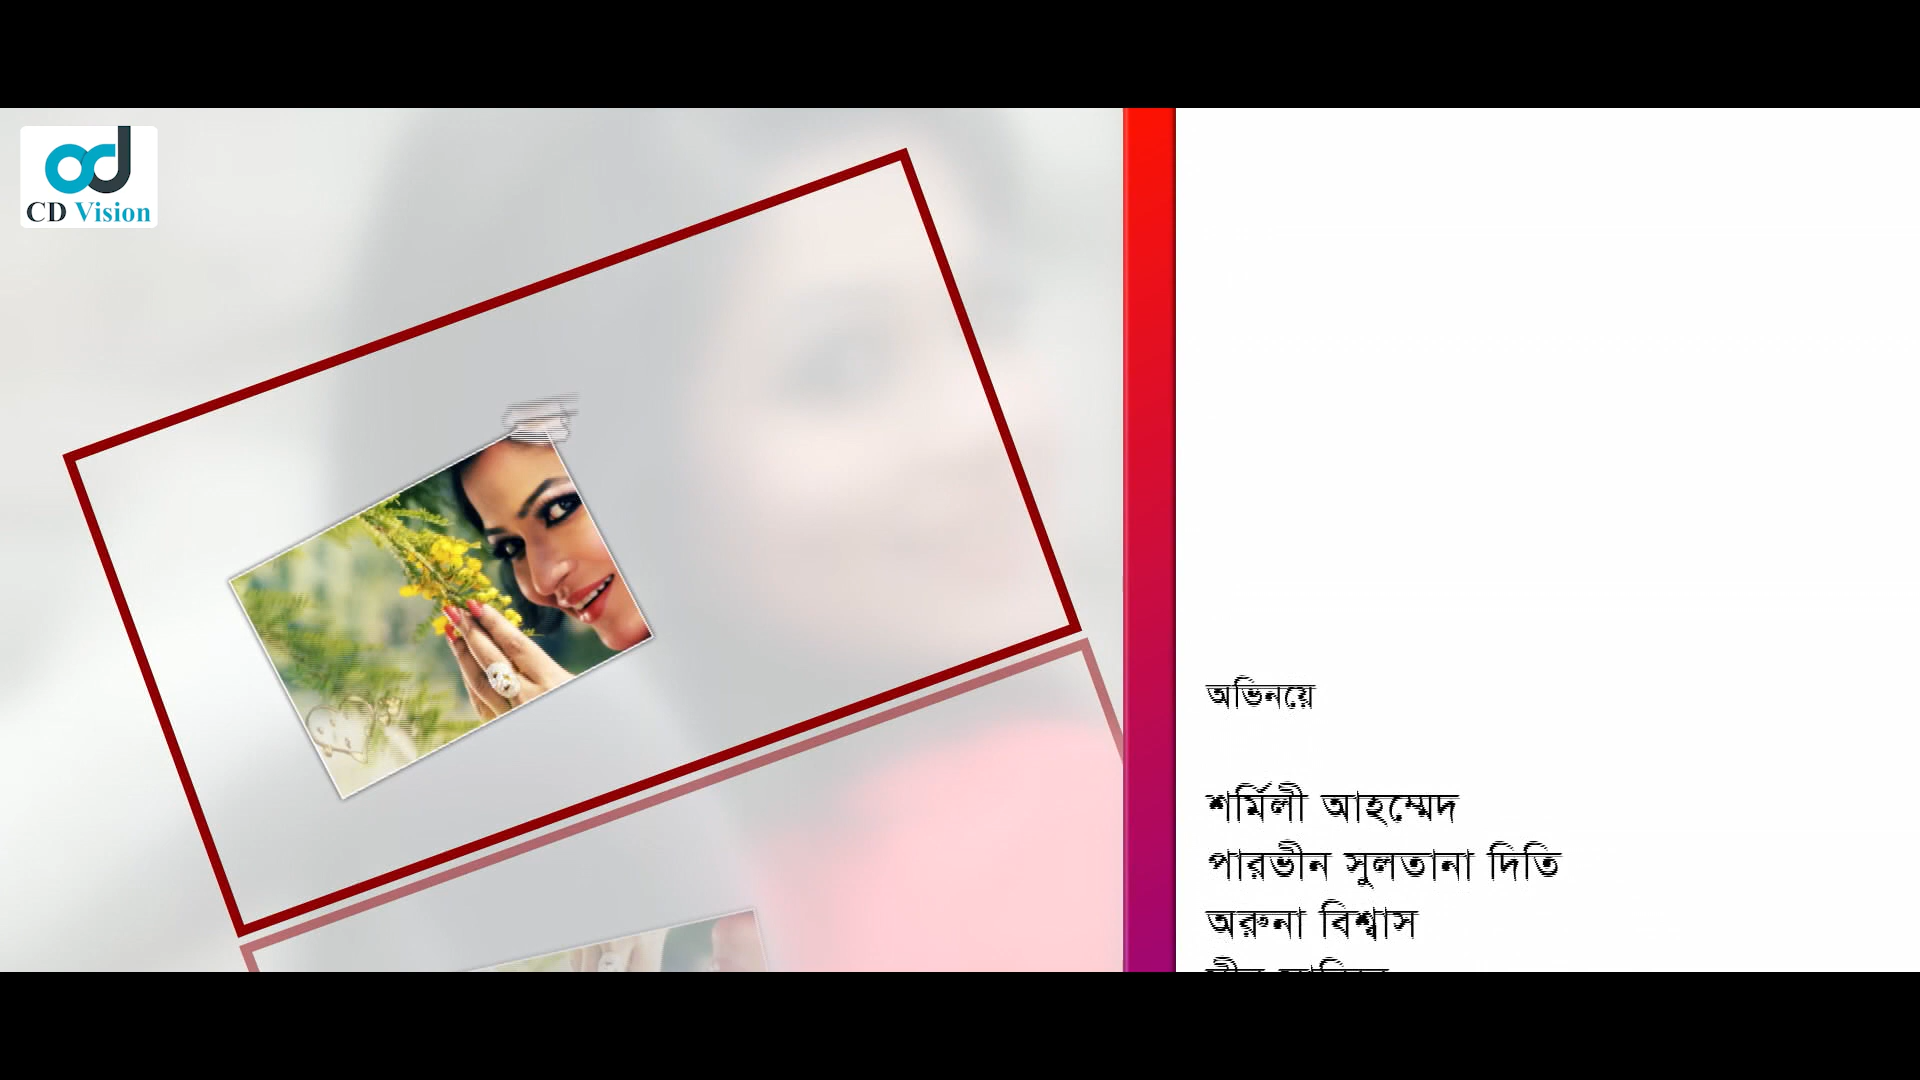 CD Vision
অভিনয়ে
শর্মিলী আহম্মেদ
পারভীন সুলতানা দিতি
অরুনা বিশ্বাস